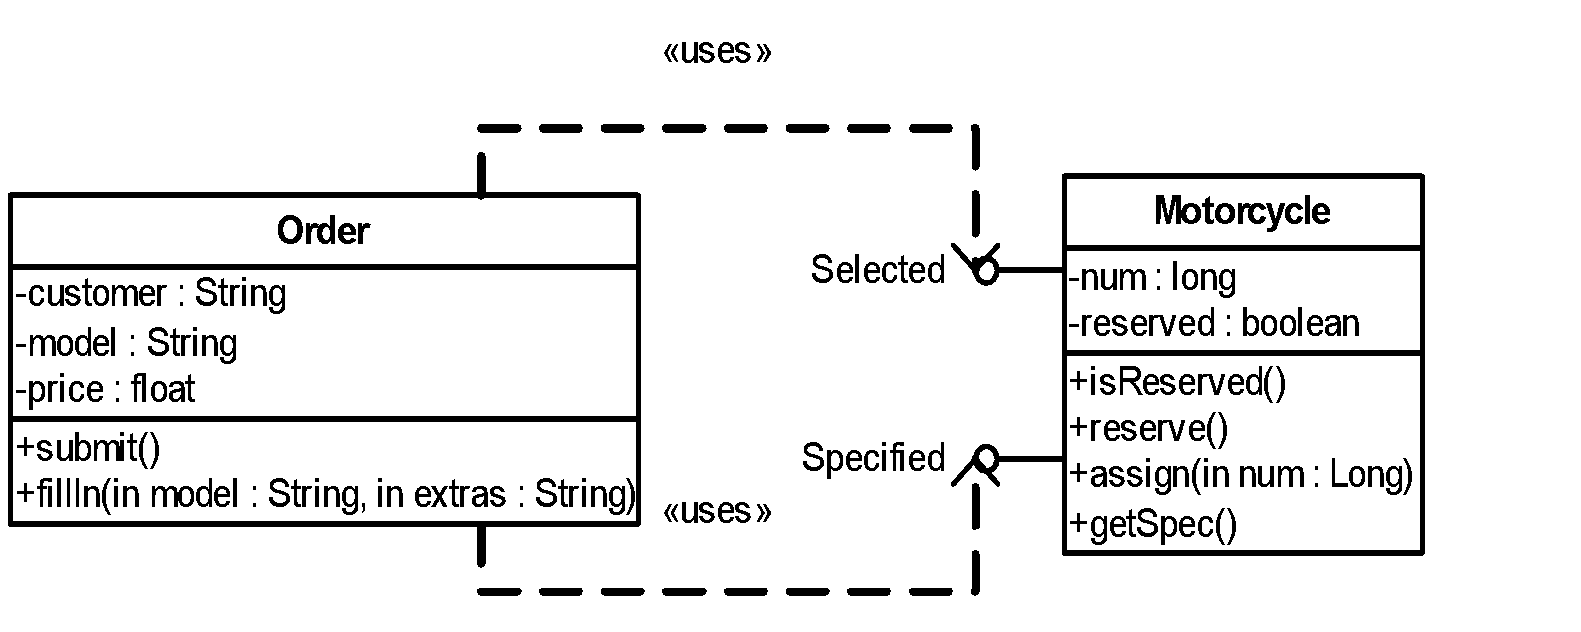 «uses»
Order
-customer : String
-model : String
-price : float
+submit()
+fillIn(in model : String, in extras : String)
Selected
Specified
«uses»
Motorcycle
-num : long
-reserved : boolean
+isReserved()
+reserve()
+assign(in num : Long)
+getSpec()